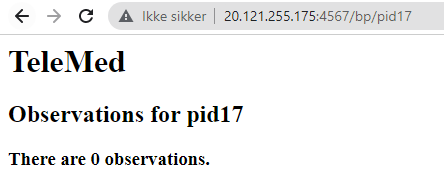 Ikke sikker | 20.121.255.175:4567/bp/pid17
TeleMed
Observations for pid17
There are 0 observations.